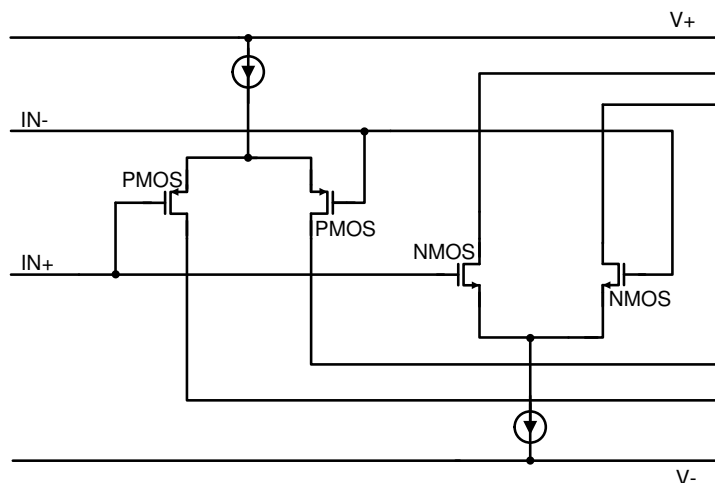 V+
IN-
PMOS
PMOS
NMOS
IN+
NMOS
V-